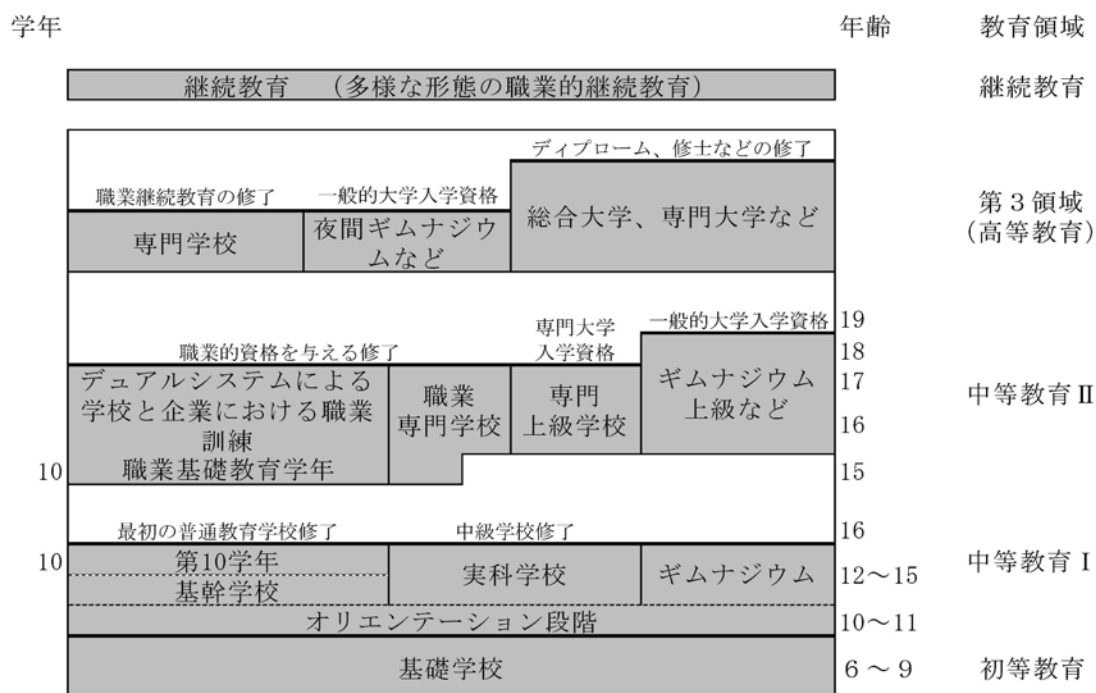 学年
年齢
教育領域
継続教育 （多様な形態の職業的継続教育）
継続教育
ディプローム、修士などの修了
職業継続教育の修了
一般的大学入学資格
総合大学、専門大学など
専門学校
夜間ギムナジウ
ムなど
第３領域
(高等教育)
一般的大学入学資格
19
専門大学
入学資格
職業的資格を与える修了
18
デュアルシステムによる
学校と企業における職業
訓練
職業基礎教育学年
職業
専門学校
専門
上級学校
ギムナジウム
上級など
17
16
中等教育Ⅱ
10
15
最初の普通教育学校修了
中級学校修了
16
10
第10学年
基幹学校
実科学校
ギムナジウム
12～15
中等教育Ⅰ
オリエンテーション段階
10～11
基礎学校
6～9
初等教育